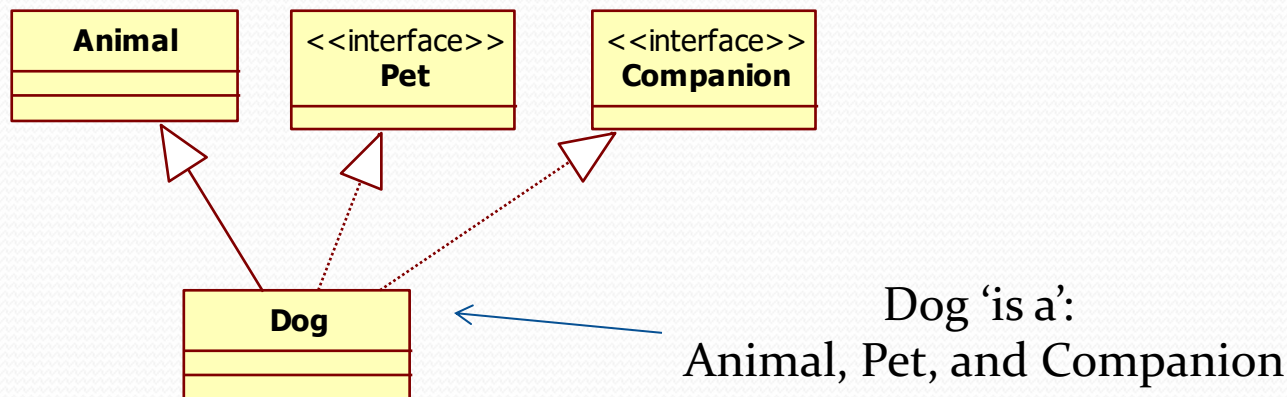 Animal
<<interface>>
Pet
<<interface>>
Companion
Dog
Dog ‘is a’:
Animal, Pet, and Companion